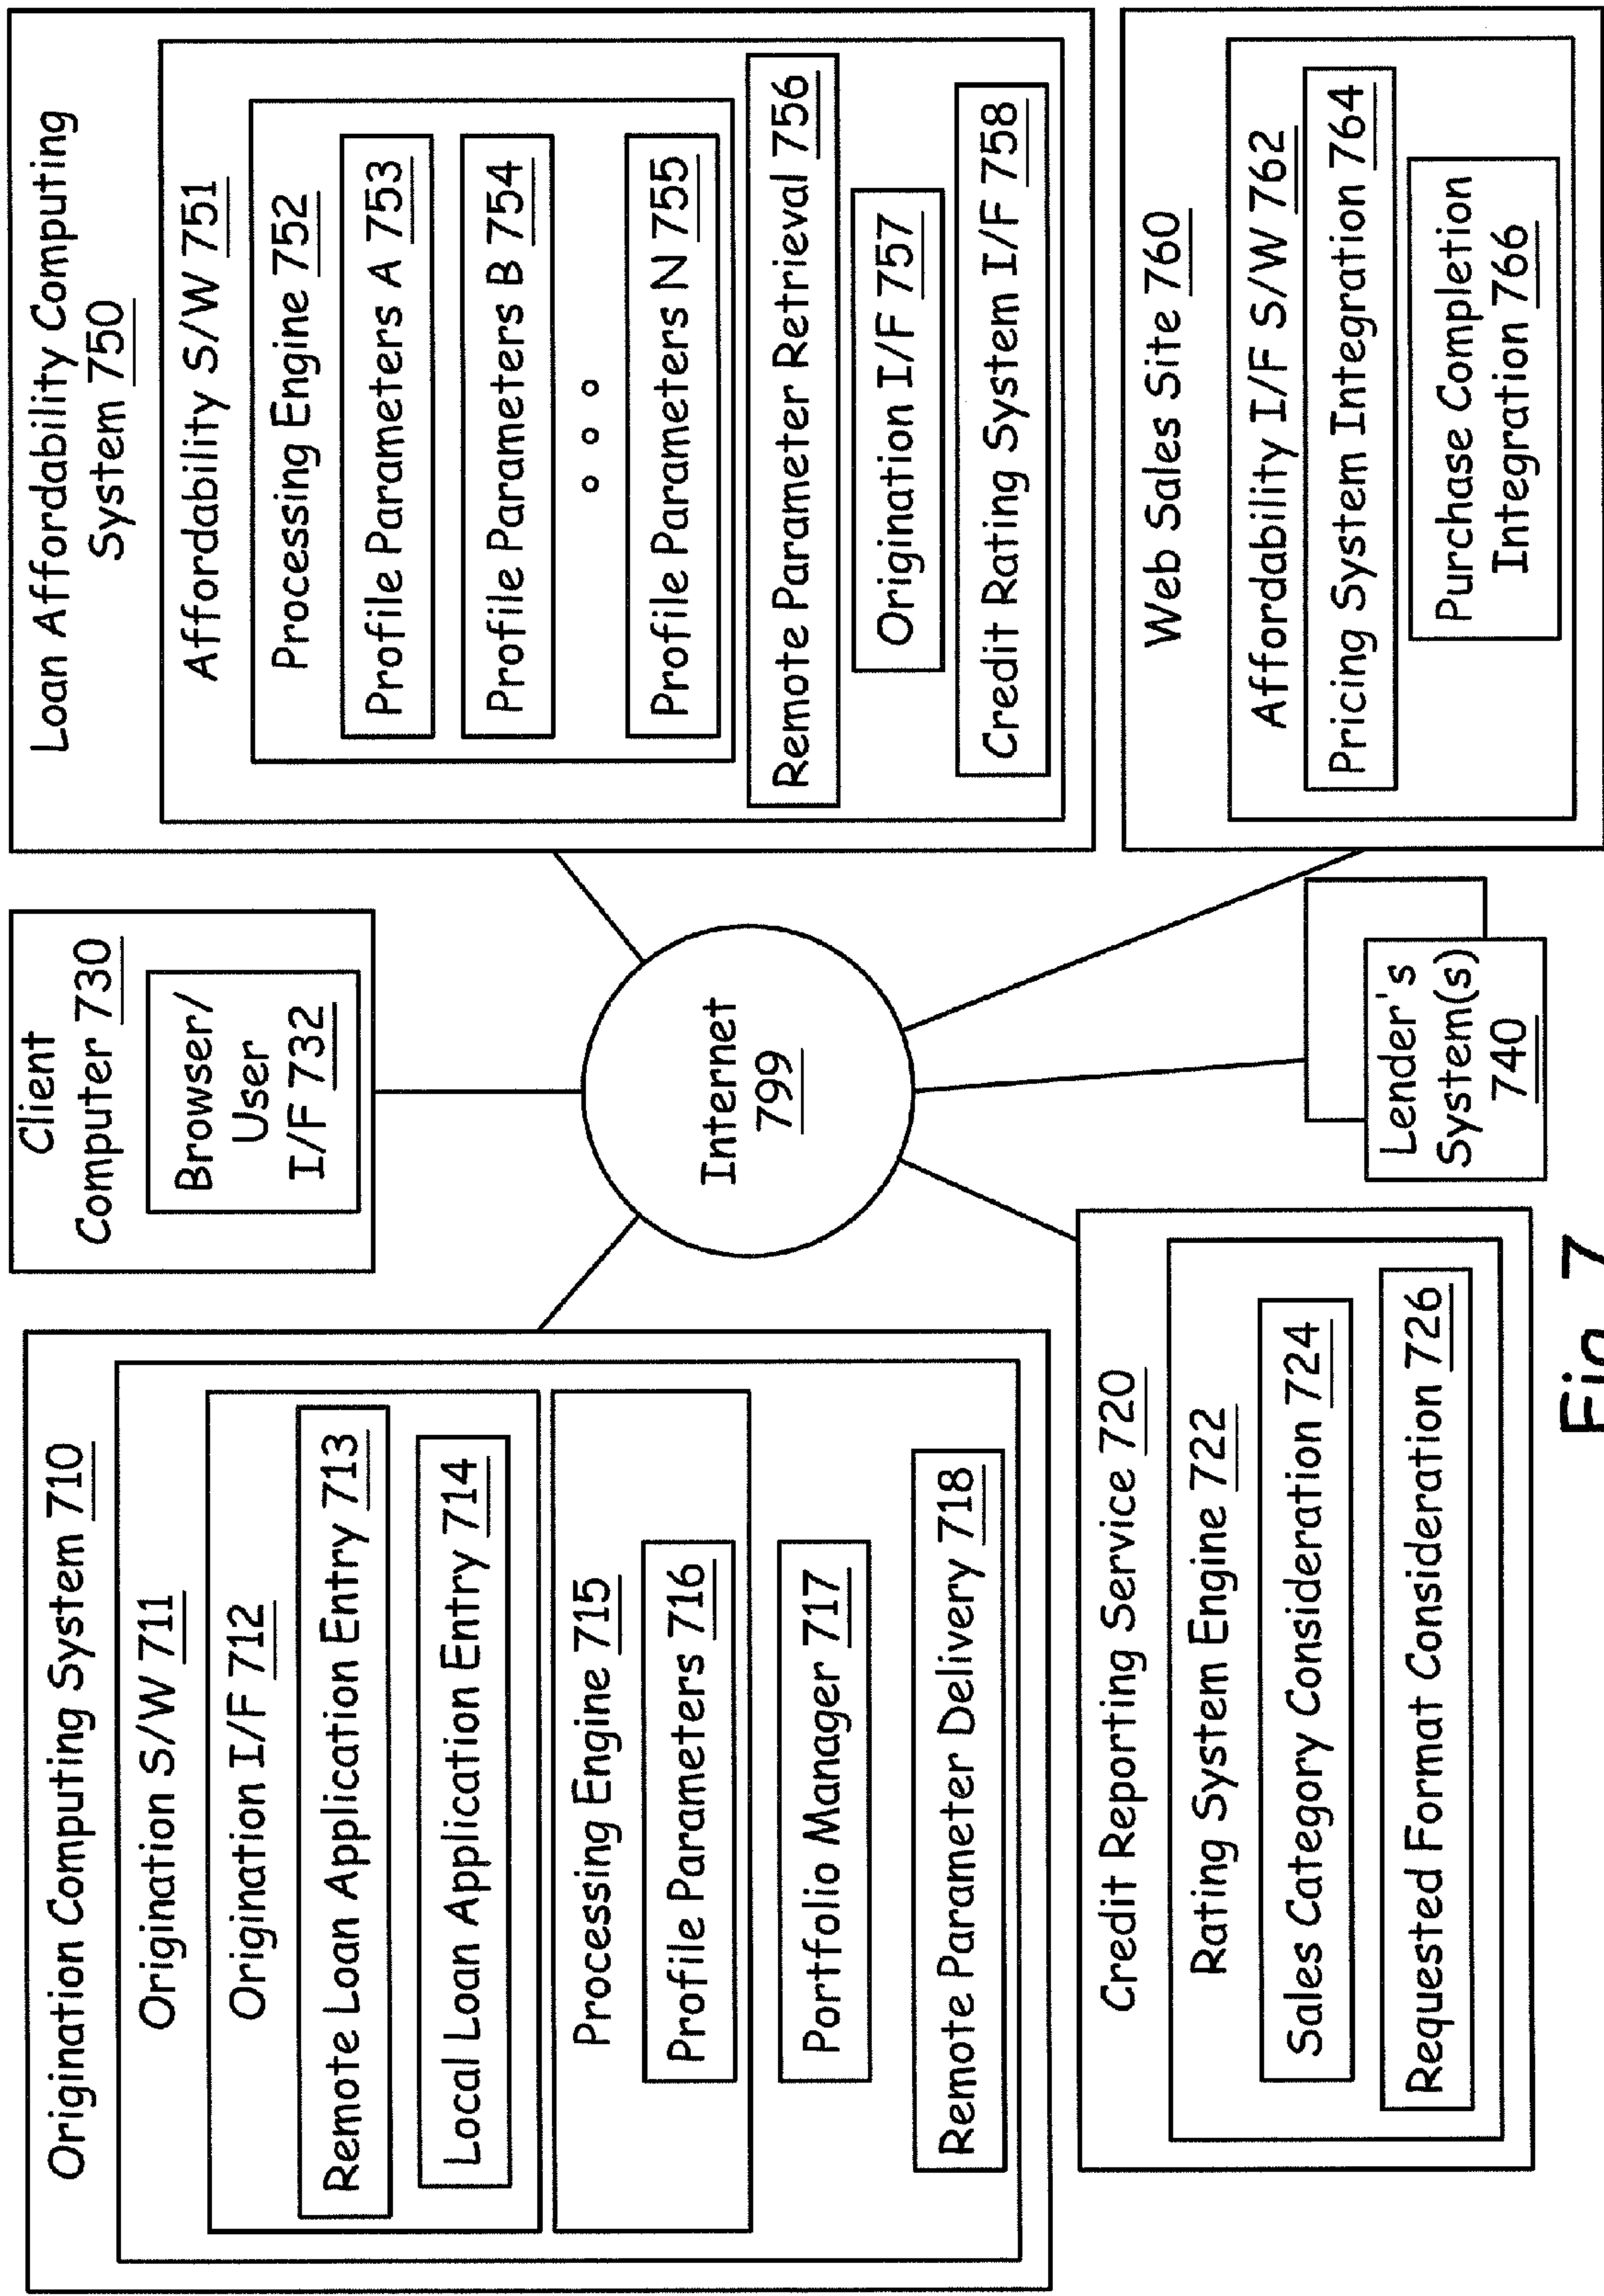 Origination Computing System 710
Origination S/W 711
Origination I/F 712
Remote Loan Application Entry 713
Local Loan Application Entry 714
Processing Engine 715
Profile Parameters 716
Portfolio Manager 717
Remote Parameter Delivery 718
Credit Reporting Service 720
Rating System Engine 722
Sales Category Consideration 724
Requested Format Consideration 726
Client
Computer 730
Browser/
User
I/F 732
Internet
799
Lender's
System(s)
740
Loan Affordability Computing
System 750
Affordability S/W 751
Processing Engine 752
Profile Parameters A 753
Profile Parameters B 754
Profile Parameters N 755
Remote Parameter Retrieval 756
Origination I/F 757
Credit Rating System I/F 758
Web Sales Site 760
Affordability I/F S/W 762
Pricing System Integration 764
Purchase Completion
Integration 766
Fig. 7